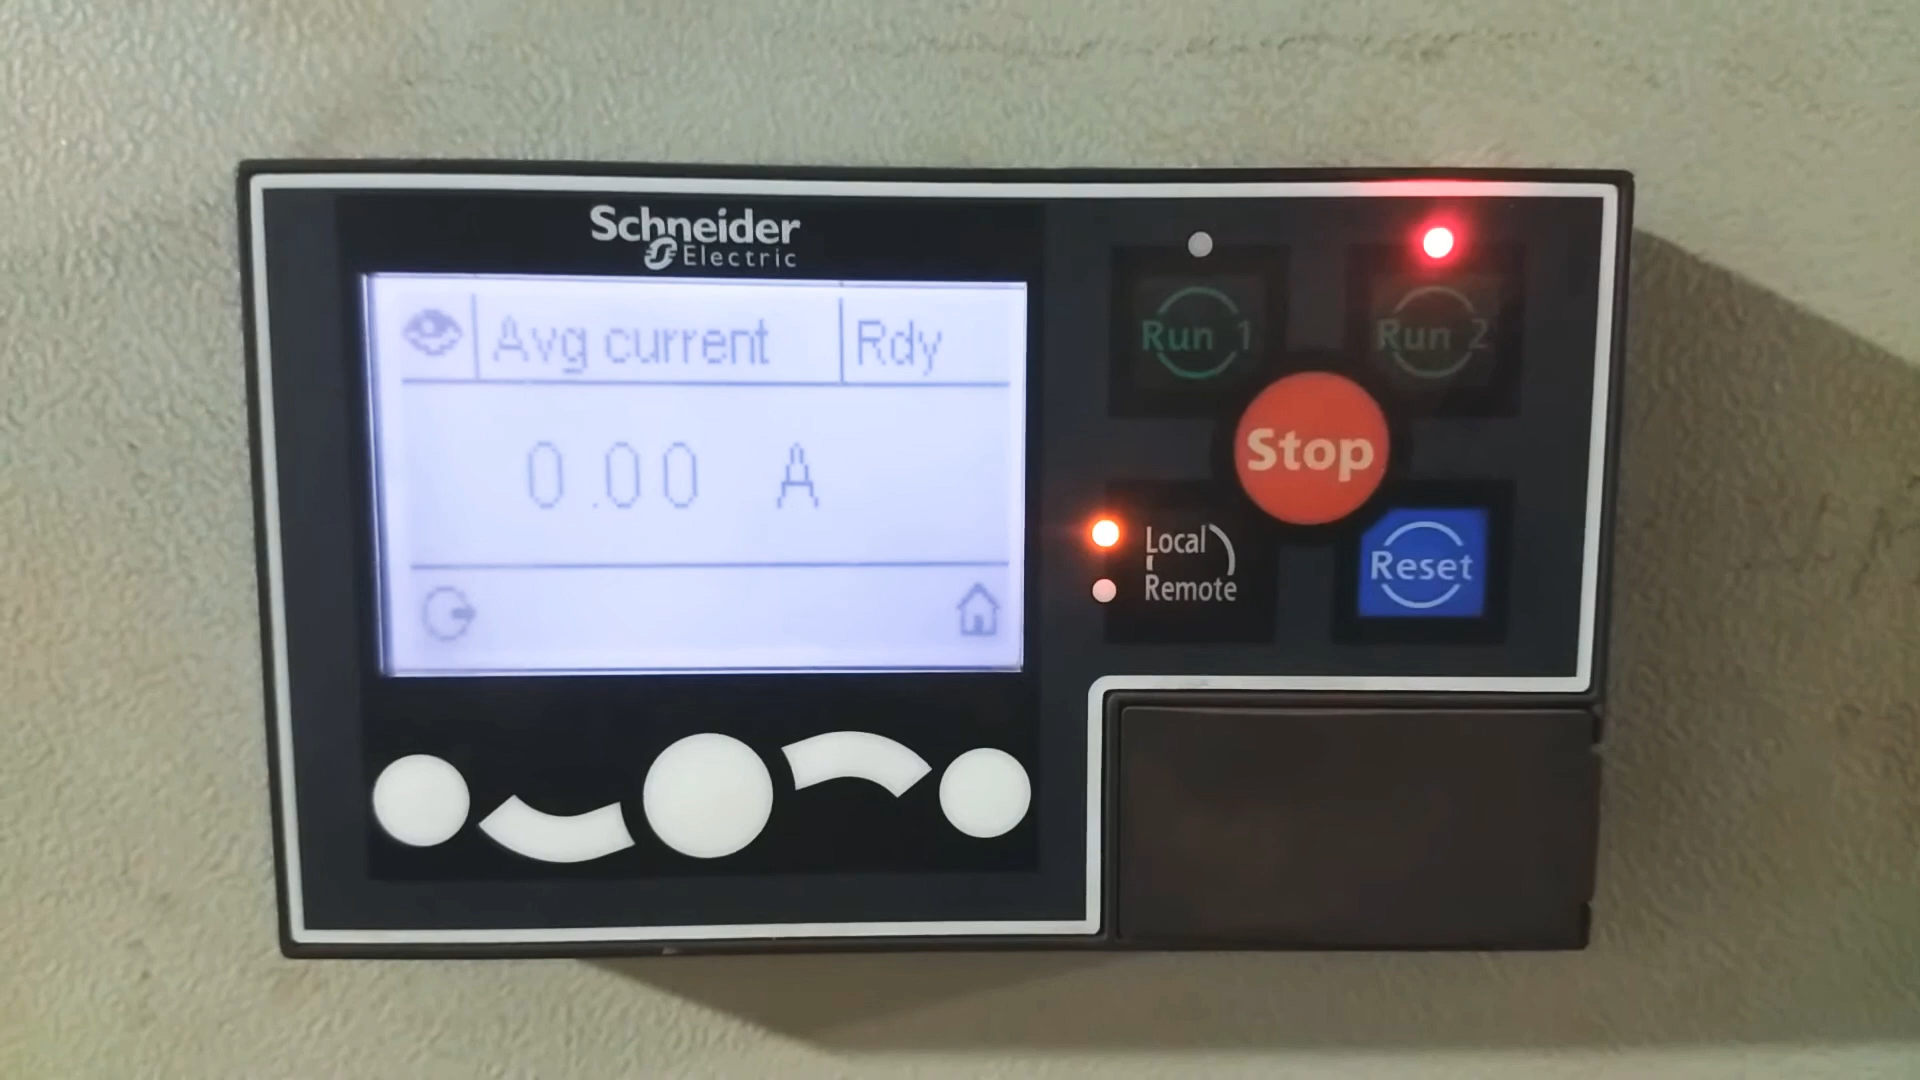 Schneider
Electric
Avg current
Rdy
0.00 A
Run 1
Run 2
Stop
Local
Remote
Reset